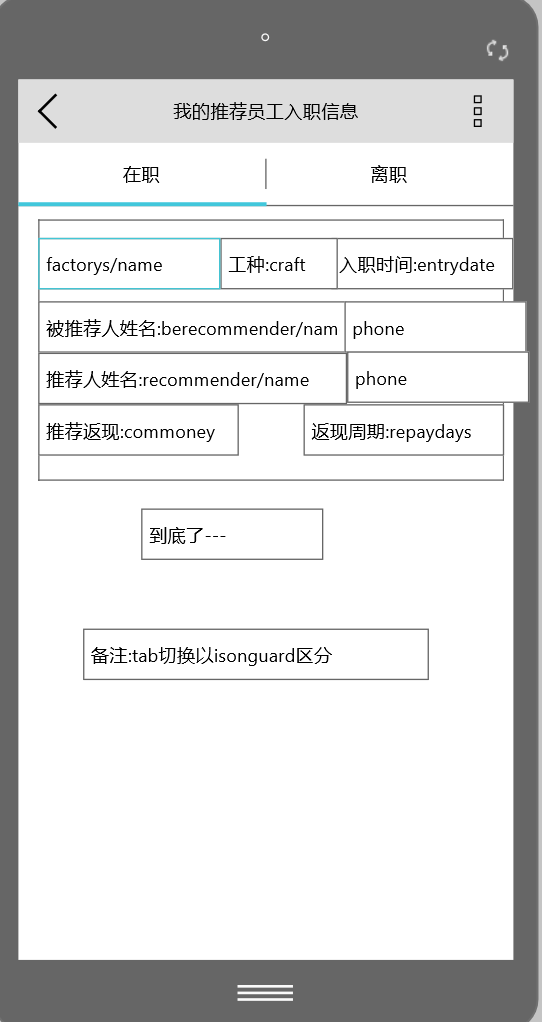 我的推荐员工入职信息
在职 离职
factorys/name 工种:craft 入职时间:entrydate
被推荐人姓名:berecommender/nam phone
推荐人姓名:recommender/name phone
推荐返现:commoney 返现周期:repaydays
到底了---
备注:tab切换以isonguard区分